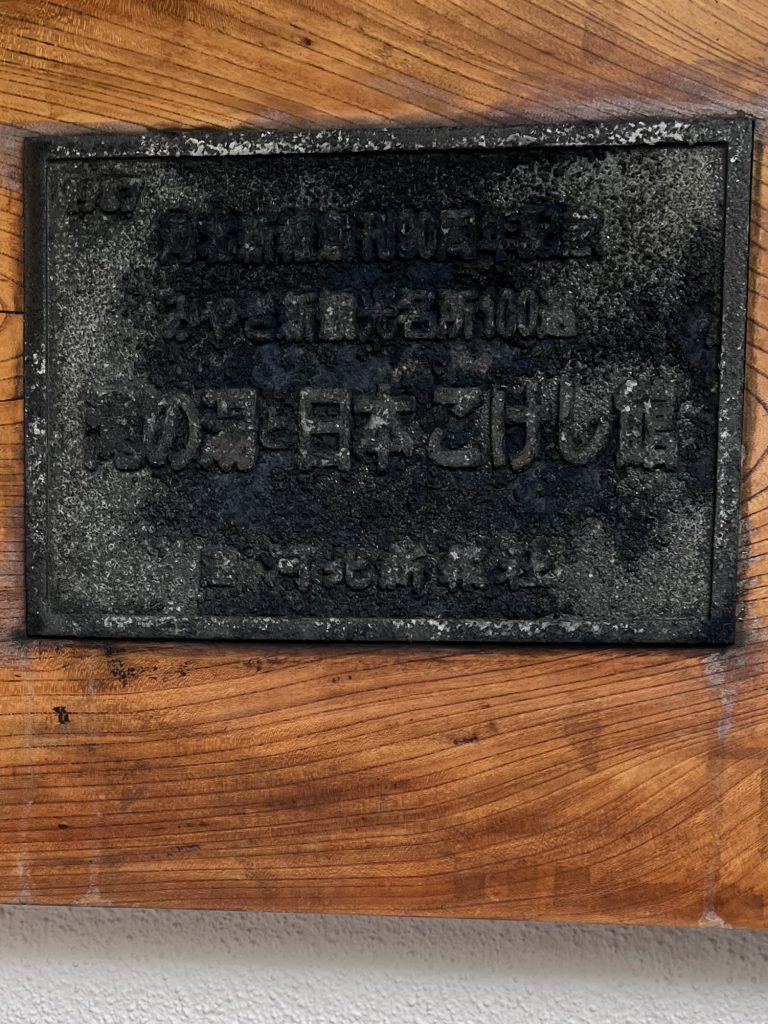 1987
河北新報創刊90周年記念
みやぎ新観光名所100選
滝の湯と日本こけし館
河北新報社